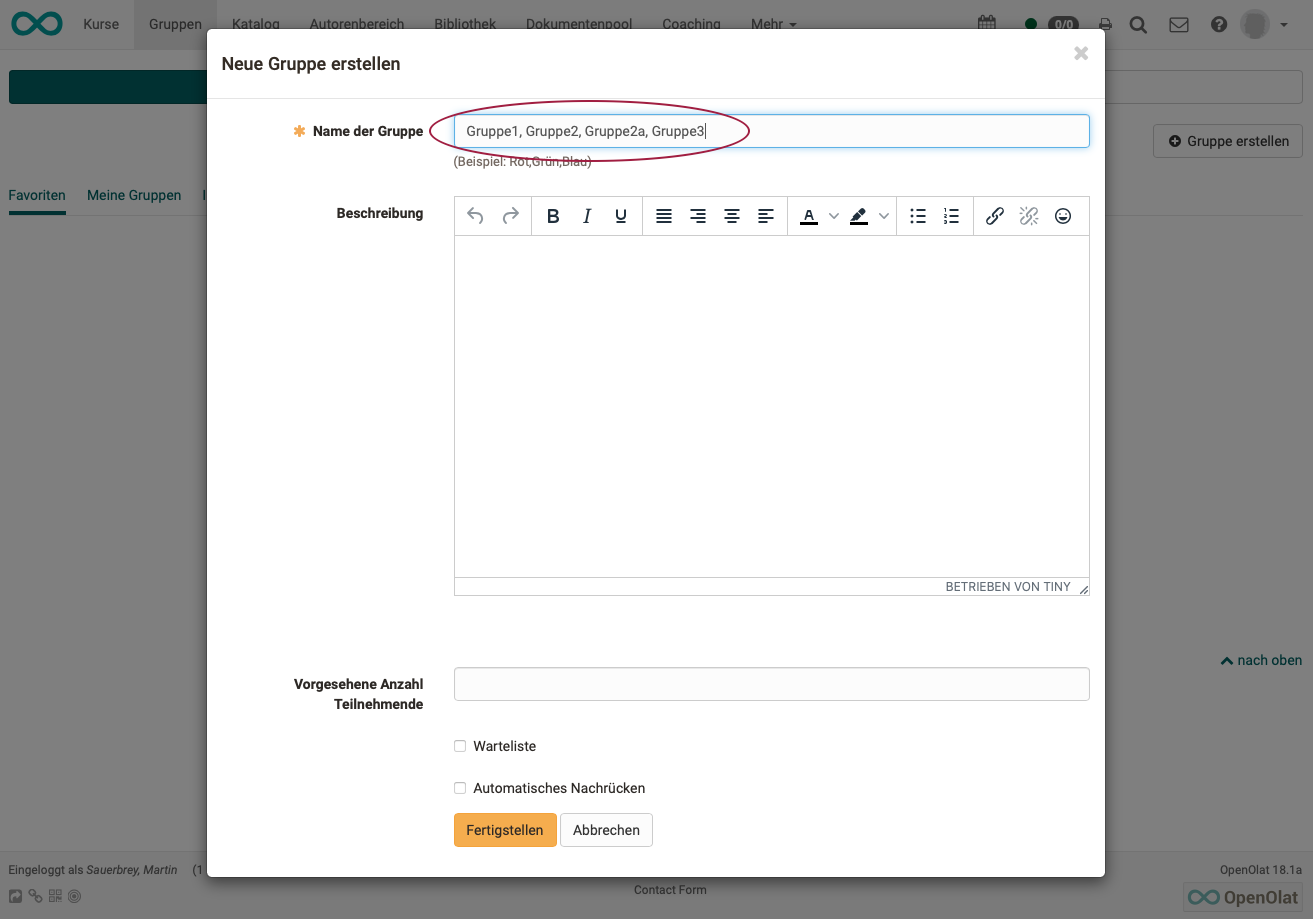 Kurse Gruppen Katalog Autorenbereich Bibliothek Dokumentenpool Coaching Mehr 0/0
Neue Gruppe erstellen
Name der Gruppe Gruppe1, Gruppe2, Gruppe2a, Gruppe3
(Beispiel: Rot,Grün,Blau)
Gruppe erstellen
Favoriten Meine Gruppen
Beschreibung
BETRIEBEN VON TINY
nach oben
Vorgesehene Anzahl
Teilnehmende
Warteliste
Automatisches Nachrücken
Fertigstellen Abbrechen
Eingeloggt als Sauerbrey, Martin (1
OpenOlat 18.1a
Contact Form
OpenOlat